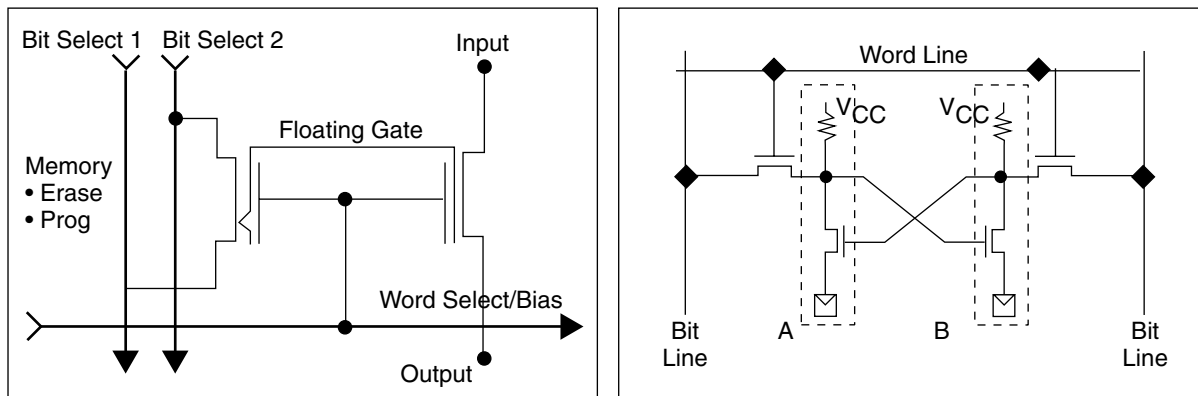 Bit Select 1
Bit Select 2
Input
Floating Gate
Memory
• Erase
• Prog
Word Select/Bias
Output
Word Line
VCC
VCC
A
B
Bit
Line
Bit
Line